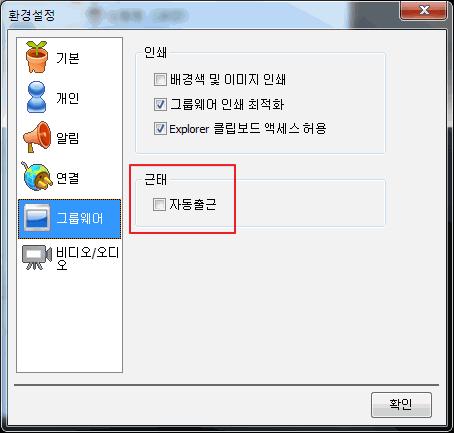 환경설정
기본
개인
알림
연결
그룹웨어
비디오/오디
오
인쇄
배경색 및 이미지 인쇄
그룹웨어 인쇄 최적화
Explorer 클립보드 액세스 허용
근태
자동출근
확인